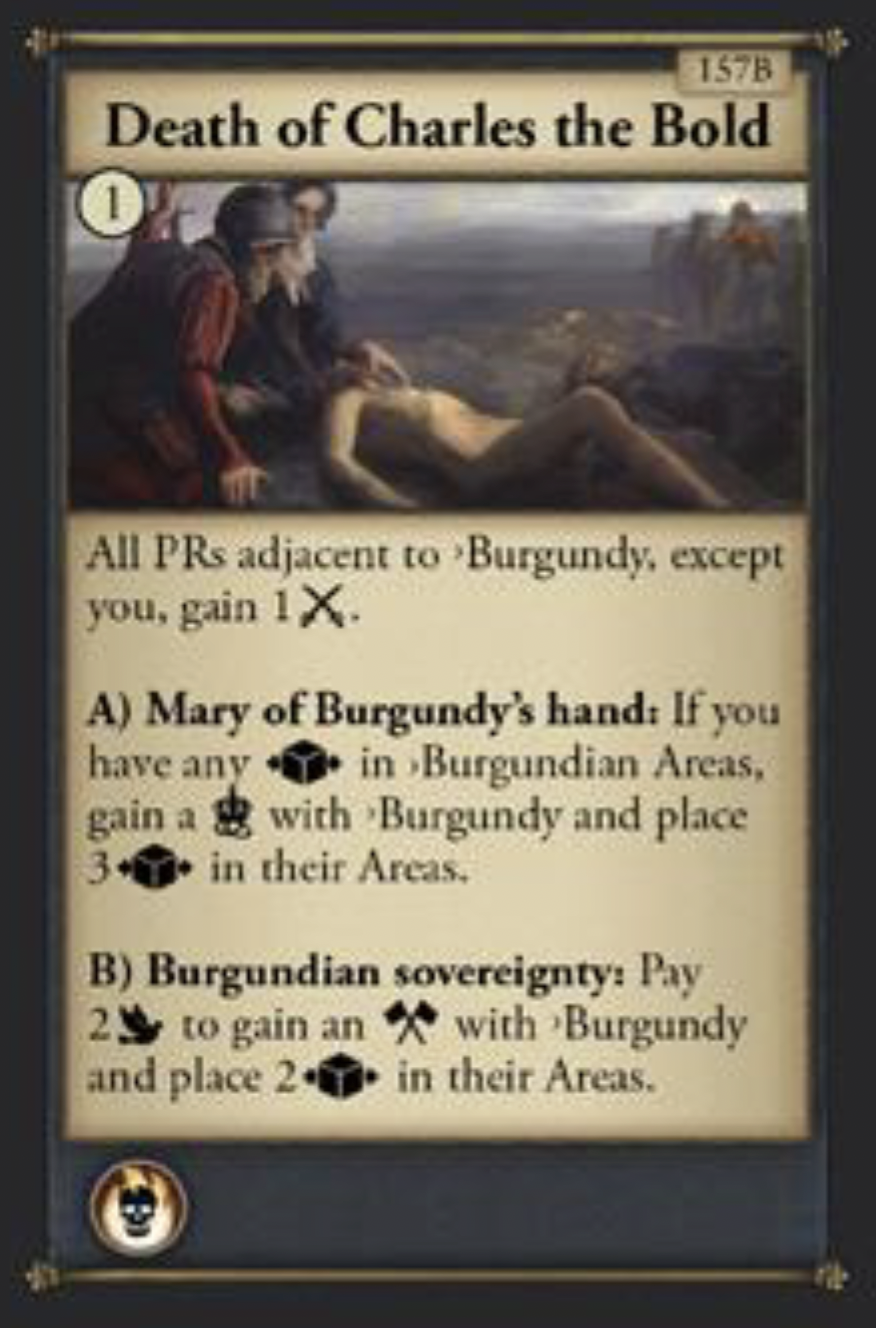 157B
Death of Charles the Bold
1
All PRs adjacent to ›Burgundy, except
you, gain 1.
A) Mary of Burgundy's hand: If you
have any in ›Burgundian Areas,
gain a with ›Burgundy and place
3 in their Areas.
B) Burgundian sovereignty: Pay
2 to gain an with ›Burgundy
and place 2 in their Areas.